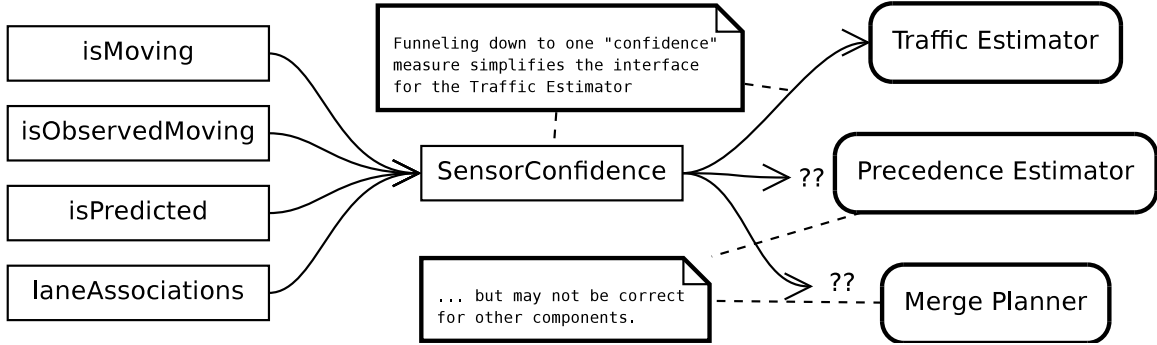 isMoving
isObservedMoving
isPredicted
laneAssociations
Funneling down to one "confidence"
measure simplifies the interface
for the Traffic Estimator
SensorConfidence
... but may not be correct
for other components.
Traffic Estimator
?? Precedence Estimator
?? Merge Planner